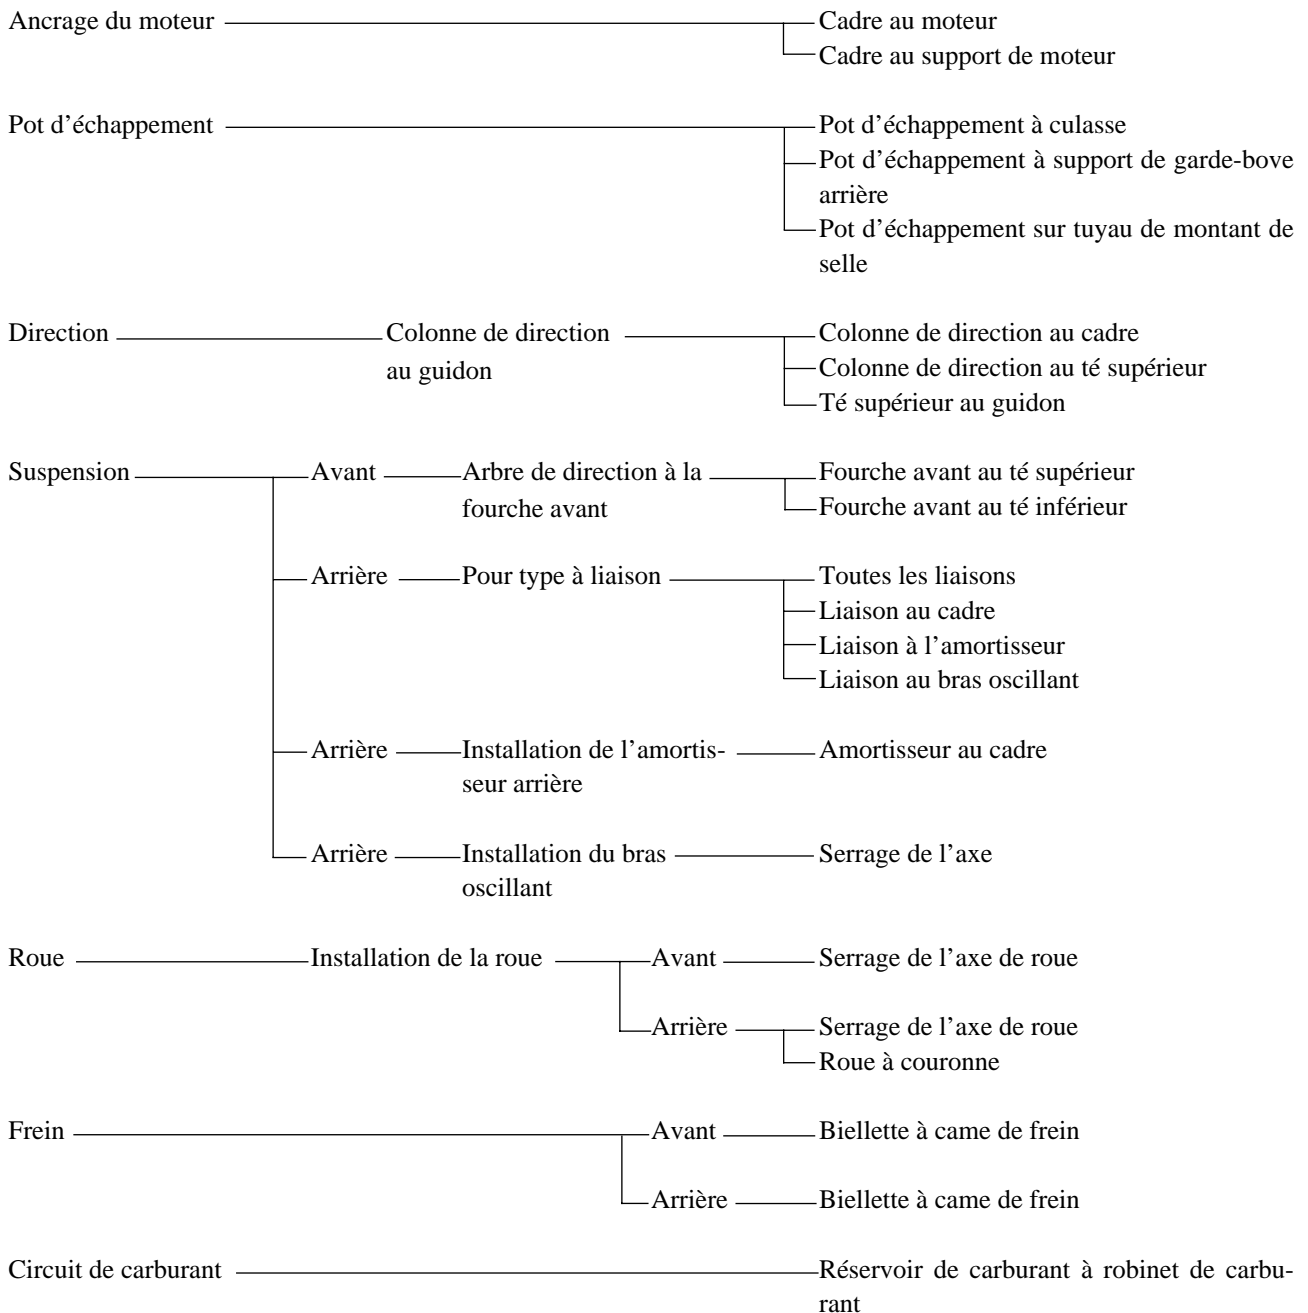 Ancrage du moteur Cadre au moteur
Cadre au support de moteur
Pot d’échappement Pot d’échappement à culasse
Pot d’échappement à support de garde-bove
arrière
Pot d’échappement sur tuyau de montant de
selle
Direction Colonne de direction Colonne de direction au cadre
au guidon Colonne de direction au té supérieur
Té supérieur au guidon
Suspension Avant Arbre de direction à la Fourche avant au té supérieur
fourche avant Fourche avant au té inférieur
Arrière Pour type à liaison Toutes les liaisons
Liaison au cadre
Liaison à l’amortisseur
Liaison au bras oscillant
Arrière Installation de l’amortis- Amortisseur au cadre
seur arrière
Arrière Installation du bras Serrage de l’axe
oscillant
Roue Installation de la roue Avant Serrage de l’axe de roue
Arrière Serrage de l’axe de roue
Roue à couronne
Frein Avant Biellette à came de frein
Arrière Biellette à came de frein
Circuit de carburant Réservoir de carburant à robinet de carbu-
rant